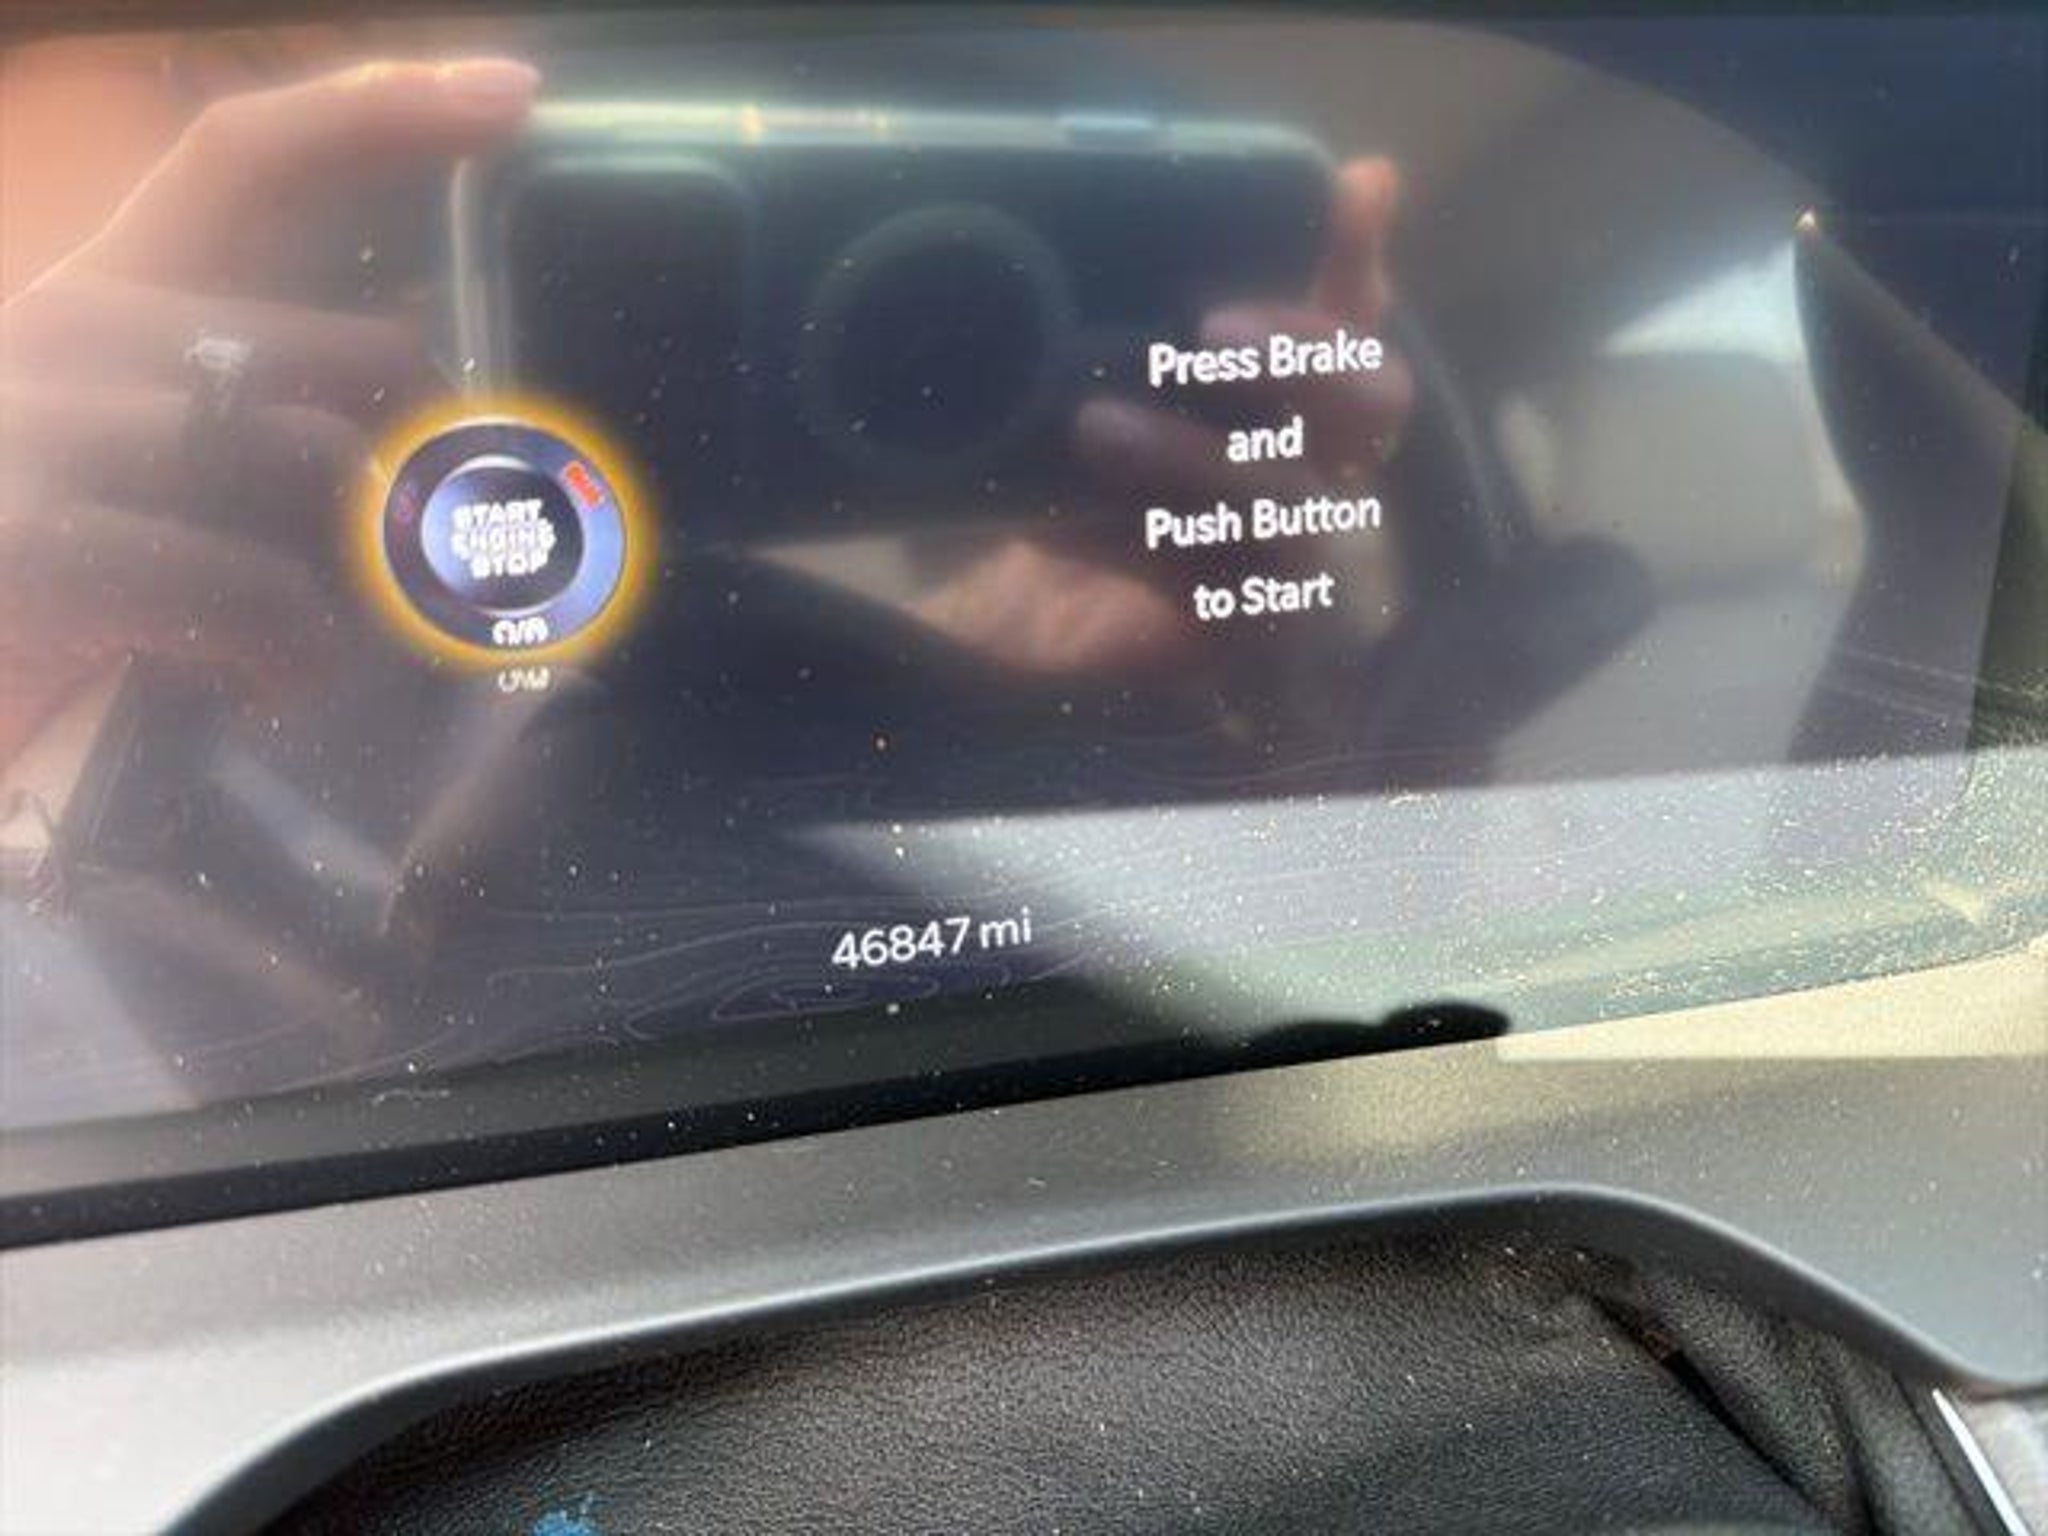 START
ENGINE
STOP
Press Brake
and
Push Button
to Start
46847 mi